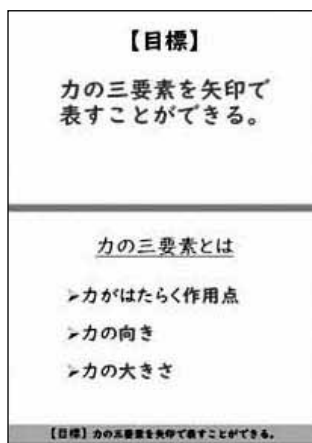 【目標】
力の三要素を矢印で
表すことができる。
力の三要素とは
➢力がはたらく作用点
➢力の向き
➢力の大きさ
【目標】力の三要素を矢印で表すことができる。